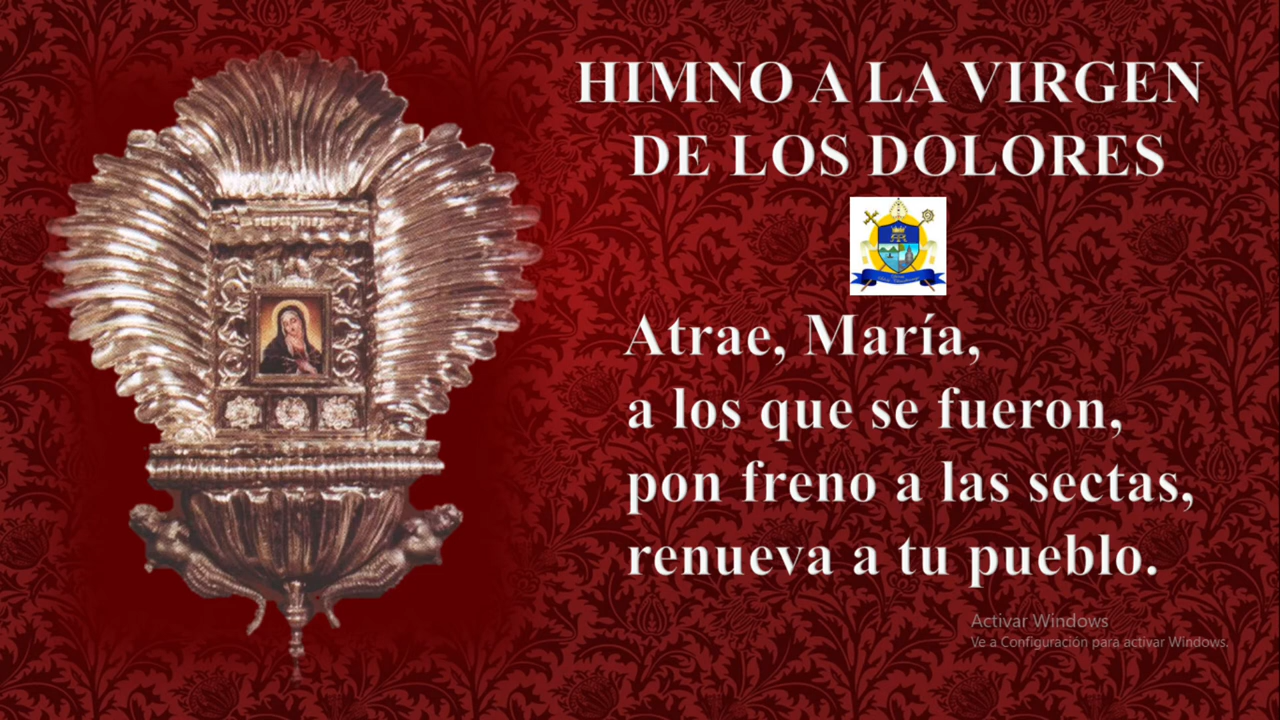 HIMNO A LA VIRGEN
DE LOS DOLORES
Atrae, María,
a los que se fueron,
pon freno a las sectas,
renueva a tu pueblo.
Activar Windows
Ve a Configuración para activar Windows.